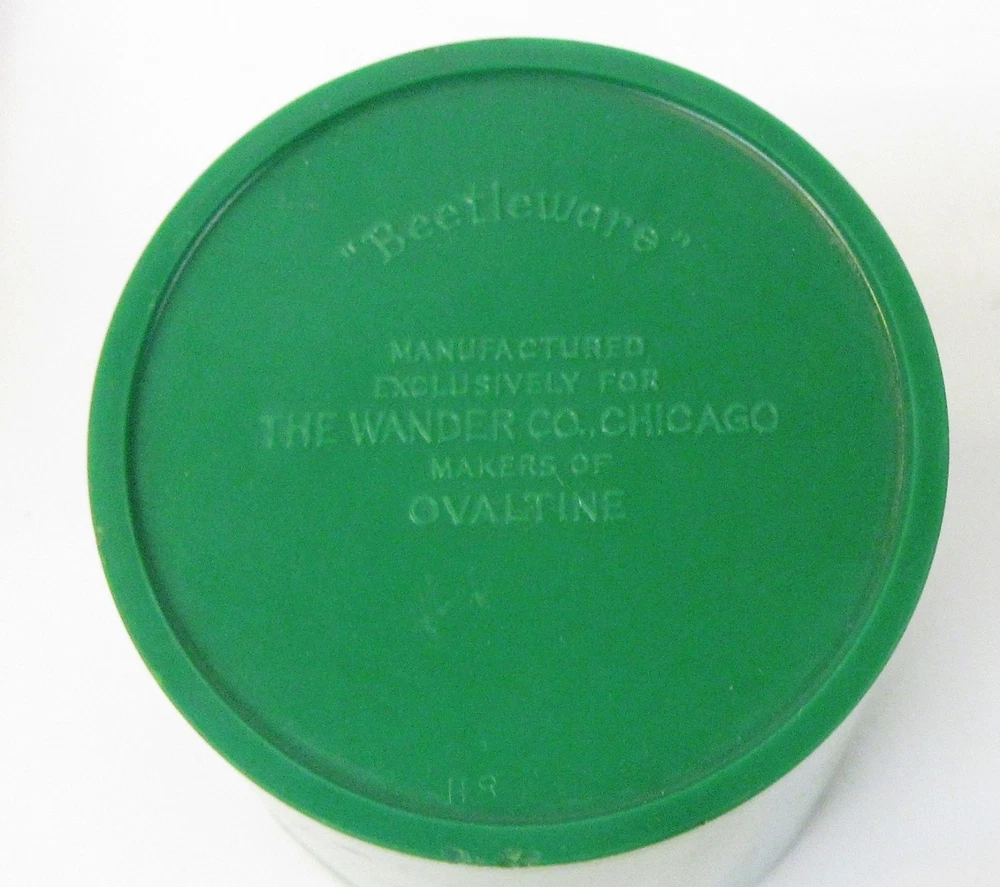 "Beetleware"
MANUFACTURED
EXCLUSIVELY FOR
THE WANDER CO., CHICAGO
MAKERS OF
OVALTINE